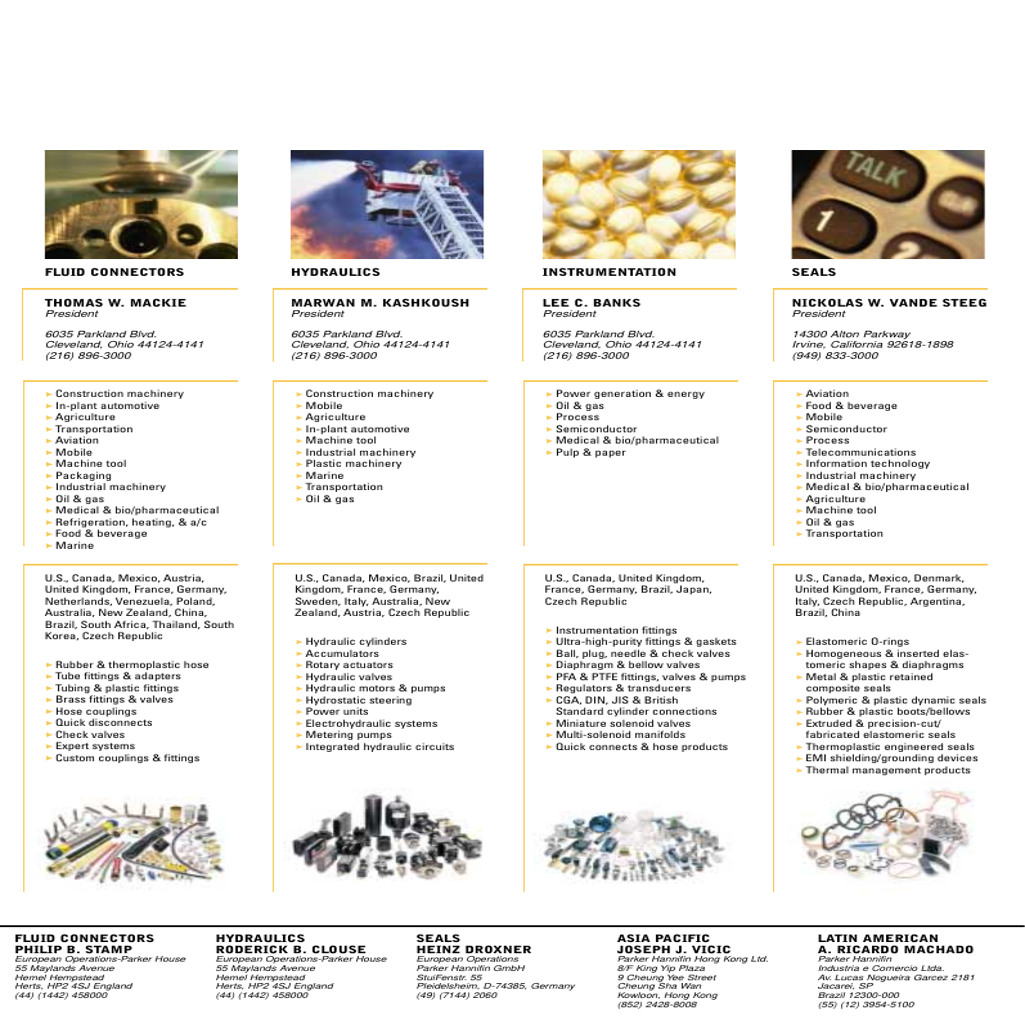 TALK
1
2
FLUID CONNECTORS
THOMAS W. MACKIE
President
6035 Parkland Blvd.
Cleveland, Ohio 44124-4141
(216) 896-3000
Construction machinery
In-plant automotive
Agriculture
Transportation
Aviation
Mobile
Machine tool
Packaging
Industrial machinery
Oil & gas
Medical & bio/pharmaceutical
Refrigeration, heating, & a/c
Food & beverage
Marine
U.S., Canada, Mexico, Austria,
United Kingdom, France, Germany,
Netherlands, Venezuela, Poland,
Australia, New Zealand, China,
Brazil, South Africa, Thailand, South
Korea, Czech Republic
Rubber & thermoplastic hose
Tube fittings & adapters
Tubing & plastic fittings
Brass fittings & valves
Hose couplings
Quick disconnects
Check valves
Expert systems
Custom couplings & fittings
HYDRAULICS
MARWAN M. KASHKOUSH
President
6035 Parkland Blvd.
Cleveland, Ohio 44124-4141
(216) 896-3000
Construction machinery
Mobile
Agriculture
In-plant automotive
Machine tool
Industrial machinery
Plastic machinery
Marine
Transportation
Oil & gas
U.S., Canada, Mexico, Brazil, United
Kingdom, France, Germany,
Sweden, Italy, Australia, New
Zealand, Austria, Czech Republic
Hydraulic cylinders
Accumulators
Rotary actuators
Hydraulic valves
Hydraulic motors & pumps
Hydrostatic steering
Power units
Electrohydraulic systems
Metering pumps
Integrated hydraulic circuits
INSTRUMENTATION
LEE C. BANKS
President
6035 Parkland Blvd.
Cleveland, Ohio 44124-4141
(216) 896-3000
Power generation & energy
Oil & gas
Process
Semiconductor
Medical & bio/pharmaceutical
Pulp & paper
U.S., Canada, United Kingdom,
France, Germany, Brazil, Japan,
Czech Republic
Instrumentation fittings
Ultra-high-purity fittings & gaskets
Ball, plug, needle & check valves
Diaphragm & bellow valves
PFA & PTFE fittings, valves & pumps
Regulators & transducers
CGA, DIN, JIS & British
Standard cylinder connections
Miniature solenoid valves
Multi-solenoid manifolds
Quick connects & hose products
SEALS
NICKOLAS W. VANDE STEEG
President
14300 Alton Parkway
Irvine, California 92618-1898
(949) 833-3000
Aviation
Food & beverage
Mobile
Semiconductor
Process
Telecommunications
Information technology
Industrial machinery
Medical & bio/pharmaceutical
Agriculture
Machine tool
Oil & gas
Transportation
U.S., Canada, Mexico, Denmark,
United Kingdom, France, Germany,
Italy, Czech Republic, Argentina,
Brazil, China
Elastomeric O-rings
Homogeneous & inserted elas-
tomeric shapes & diaphragms
Metal & plastic retained
composite seals
Polymeric & plastic dynamic seals
Rubber & plastic boots/bellows
Extruded & precision-cut/
fabricated elastomeric seals
Thermoplastic engineered seals
EMI shielding/grounding devices
Thermal management products
FLUID CONNECTORS
PHILIP B. STAMP
European Operations-Parker House
55 Maylands Avenue
Hemel Hempstead
Herts, HP2 4SJ England
(44) (1442) 458000
HYDRAULICS
RODERICK B. CLOUSE
European Operations-Parker House
55 Maylands Avenue
Hemel Hempstead
Herts, HP2 4SJ England
(44) (1442) 458000
SEALS
HEINZ DROXNER
European Operations
Parker Hannifin GmbH
StuiFenstr. 55
Pleidelsheim, D-74385, Germany
(49) (7144) 2060
ASIA PACIFIC
JOSEPH J. VICIC
Parker Hannifin Hong Kong Ltd.
8/F King Yip Plaza
9 Cheung Yee Street
Cheung Sha Wan
Kowloon, Hong Kong
(852) 2428-8008
LATIN AMERICAN
A. RICARDO MACHADO
Parker Hannifin
Industria e Comercio Ltda.
Av. Lucas Nogueira Garcez 2181
Jacarei, SP
Brazil 12300-000
(55) (12) 3954-5100